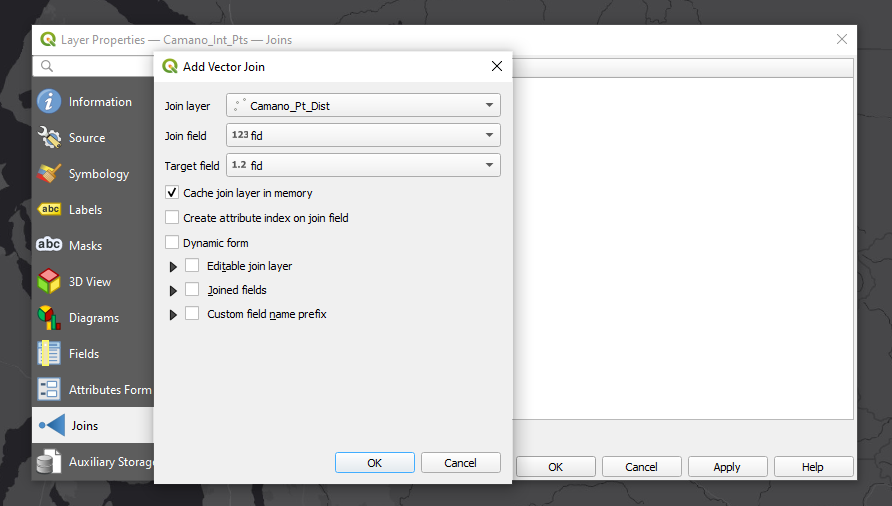 Layer Properties — Camano_Int_Pts — Joins
Add Vector Join
Information
Source
Symbology
abc Labels
abc Masks
3D View
Diagrams
Fields
Attributes Form
Joins
Auxiliary Storage
Join layer Camano_Pt_Dist
Join field 123 fid
Target field 1.2 fid
Cache join layer in memory
Create attribute index on join field
Dynamic form
Editable join layer
Joined fields
Custom field name prefix
OK Cancel
OK Cancel Apply Help